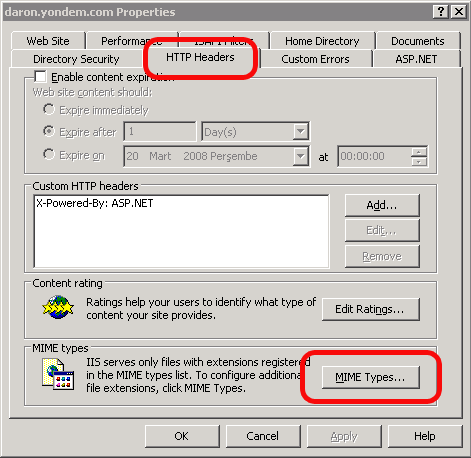 daron.yondem.com Properties
Web Site Performance ISAPI Filters Home Directory Documents
Directory Security HTTP Headers Custom Errors ASP.NET
Enable content expiration
Web site content should:
Expire immediately
Expire after 1 Day(s)
Expire on 20 Mart 2008 Perşembe at 00:00:00
Custom HTTP headers
X-Powered-By: ASP.NET
Add...
Edit...
Remove
Content rating
Ratings help your users to identify what type of
content your site provides.
Edit Ratings...
MIME types
IIS serves only files with extensions registered
in the MIME types list. To configure additional
file extensions, click MIME Types.
MIME Types...
OK Cancel Apply Help